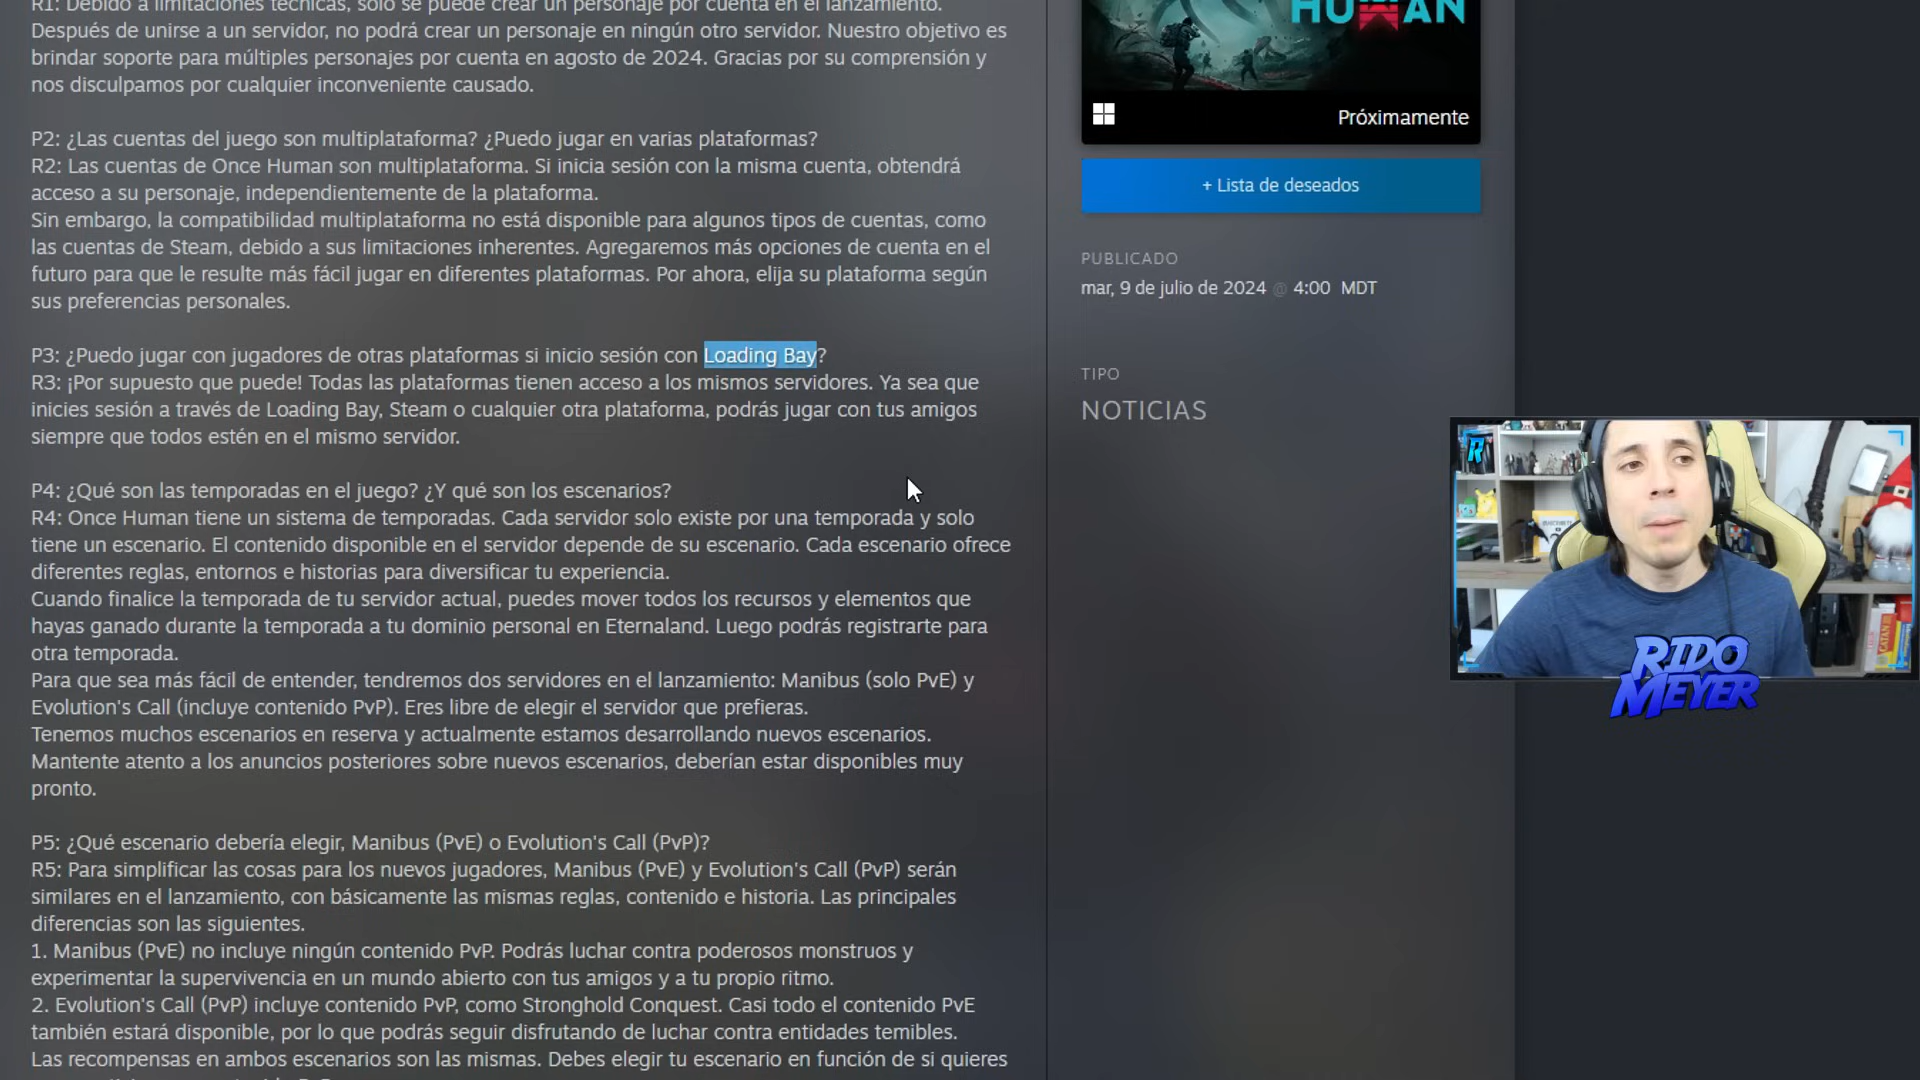 R1: Debido a limitaciones técnicas, solo se puede crear un personaje por cuenta en el lanzamiento.
Después de unirse a un servidor, no podrá crear un personaje en ningún otro servidor. Nuestro objetivo es
brindar soporte para múltiples personajes por cuenta en agosto de 2024. Gracias por su comprensión y
nos disculpamos por cualquier inconveniente causado.
P2: ¿Las cuentas del juego son multiplataforma? ¿Puedo jugar en varias plataformas?
R2: Las cuentas de Once Human son multiplataforma. Si inicia sesión con la misma cuenta, obtendrá
acceso a su personaje, independientemente de la plataforma.
Sin embargo, la compatibilidad multiplataforma no está disponible para algunos tipos de cuentas, como
las cuentas de Steam, debido a sus limitaciones inherentes. Agregaremos más opciones de cuenta en el
futuro para que le resulte más fácil jugar en diferentes plataformas. Por ahora, elija su plataforma según
sus preferencias personales.
P3: ¿Puedo jugar con jugadores de otras plataformas si inicio sesión con Loading Bay?
R3: ¡Por supuesto que puede! Todas las plataformas tienen acceso a los mismos servidores. Ya sea que
inicies sesión a través de Loading Bay, Steam o cualquier otra plataforma, podrás jugar con tus amigos
siempre que todos estén en el mismo servidor.
P4: ¿Qué son las temporadas en el juego? ¿Y qué son los escenarios?
R4: Once Human tiene un sistema de temporadas. Cada servidor solo existe por una temporada y solo
tiene un escenario. El contenido disponible en el servidor depende de su escenario. Cada escenario ofrece
diferentes reglas, entornos e historias para diversificar tu experiencia.
Cuando finalice la temporada de tu servidor actual, puedes mover todos los recursos y elementos que
hayas ganado durante la temporada a tu dominio personal en Eternaland. Luego podrás registrarte para
otra temporada.
Para que sea más fácil de entender, tendremos dos servidores en el lanzamiento: Manibus (solo PvE) y
Evolution's Call (incluye contenido PvP). Eres libre de elegir el servidor que prefieras.
Tenemos muchos escenarios en reserva y actualmente estamos desarrollando nuevos escenarios.
Mantente atento a los anuncios posteriores sobre nuevos escenarios, deberían estar disponibles muy
pronto.
P5: ¿Qué escenario debería elegir, Manibus (PvE) o Evolution's Call (PvP)?
R5: Para simplificar las cosas para los nuevos jugadores, Manibus (PvE) y Evolution's Call (PvP) serán
similares en el lanzamiento, con básicamente las mismas reglas, contenido e historia. Las principales
diferencias son las siguientes.
1. Manibus (PvE) no incluye ningún contenido PvP. Podrás luchar contra poderosos monstruos y
experimentar la supervivencia en un mundo abierto con tus amigos y a tu propio ritmo.
2. Evolution's Call (PvP) incluye contenido PvP, como Stronghold Conquest. Casi todo el contenido PvE
también estará disponible, por lo que podrás seguir disfrutando de luchar contra entidades temibles.
Las recompensas en ambos escenarios son las mismas. Debes elegir tu escenario en función de si quieres
HUMAN
Próximamente
+ Lista de deseados
PUBLICADO
mar, 9 de julio de 2024 @ 4:00 MDT
TIPO
NOTICIAS
R
CATAN
RIDO
MEYER